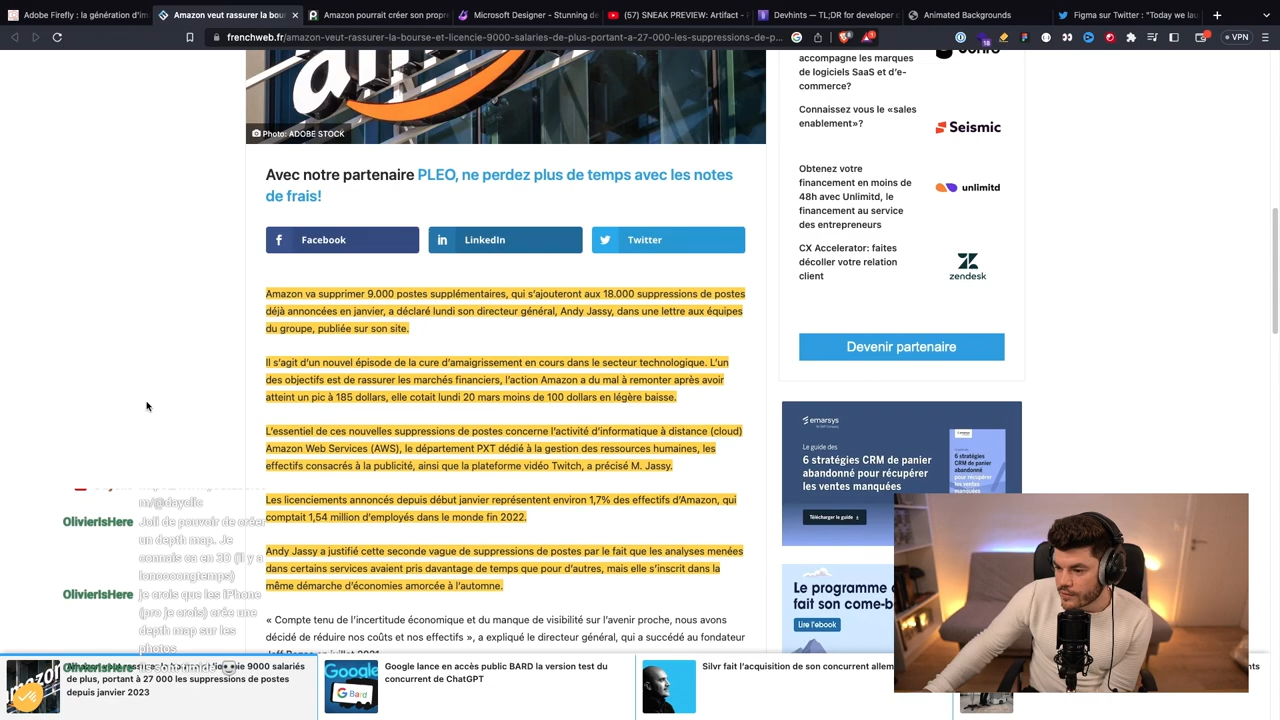 Adobe Firefly : la génération d'im
Amazon veut rassurer la bou
Amazon pourrait créer son propr
Microsoft Designer - Stunning de
(57) SNEAK PREVIEW: Artifact - F
Devhints — TL;DR for developer d
Animated Backgrounds
Figma sur Twitter : "Today we lau
frenchweb.fr/amazon-veut-rassurer-la-bourse-et-licencie-9000-salaries-de-plus-portant-a-27-000-les-suppressions-de-p...
VPN
Photo: ADOBE STOCK
Avec notre partenaire PLEO, ne perdez plus de temps avec les notes
de frais!
Facebook
LinkedIn
Twitter
Amazon va supprimer 9.000 postes supplémentaires, qui s'ajouteront aux 18.000 suppressions de postes
déjà annoncées en janvier, a déclaré lundi son directeur général, Andy Jassy, dans une lettre aux équipes
du groupe, publiée sur son site.
Il s'agit d'un nouvel épisode de la cure d'amaigrissement en cours dans le secteur technologique. L'un
des objectifs est de rassurer les marchés financiers, l'action Amazon a du mal à remonter après avoir
atteint un pic à 185 dollars, elle cotait lundi 20 mars moins de 100 dollars en légère baisse.
L'essentiel de ces nouvelles suppressions de postes concerne l'activité d'informatique à distance (cloud)
Amazon Web Services (AWS), le département PXT dédié à la gestion des ressources humaines, les
effectifs consacrés à la publicité, ainsi que la plateforme vidéo Twitch, a précisé M. Jassy.
Les licenciements annoncés depuis début janvier représentent environ 1,7% des effectifs d'Amazon, qui
comptait 1,54 million d'employés dans le monde fin 2022.
Andy Jassy a justifié cette seconde vague de suppressions de postes par le fait que les analyses menées
dans certains services avaient pris davantage de temps que pour d'autres, mais elle s'inscrit dans la
même démarche d'économies amorcée à l'automne.
« Compte tenu de l'incertitude économique et du manque de visibilité sur l'avenir proche, nous avons
décidé de réduire nos coûts et nos effectifs », a expliqué le directeur général, qui a succédé au fondateur
accompagne les marques
de logiciels SaaS et d'e-
commerce?
Connaissez vous le «sales
enablement»?
Seismic
Obtenez votre
financement en moins de
48h avec Unlimitd, le
financement au service
des entrepreneurs
unlimitd
CX Accelerator: faites
décoller votre relation
client
zendesk
Devenir partenaire
emarsys
Le guide des
6 stratégies CRM de panier
abandonné pour récupérer
les ventes manquées
Télécharger le guide
Le programme
fait son come-b
Lire l'ebook
m/@dayclic
OlivierIsHere Joli de pouvoir de créer
un depth map. Je
connais ca en 3D (il y a
lonoooongtemps)
OlivierIsHere je crois que les iPhone
(pro je crois) crée une
depth map sur les
photos
OlivierIsHere
9000 salariés
de plus, portant à 27 000 les suppressions de postes
depuis janvier 2023
Google lance en accès public BARD la version test du
concurrent de ChatGPT
Silvr fait l'acquisition de son concurrent allem